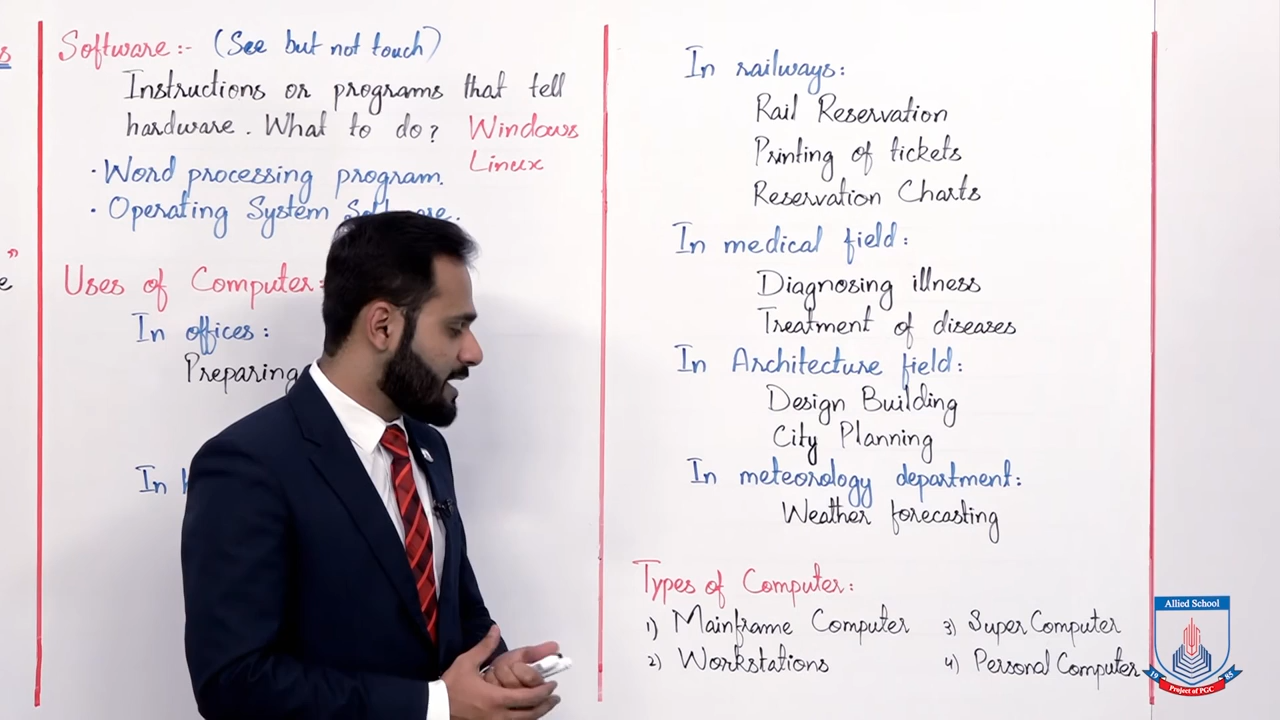 Software:- (See but not touch)
Instructions or programs that tell
hardware. What to do? Windows
Linux
· Word processing program.
· Operating System
Uses of Computer:
In offices:
Preparing
In
In railways:
Rail Reservation
Printing of tickets
Reservation Charts
In medical field:
Diagnosing illness
Treatment of diseases
In Architecture field:
Design Building
City Planning
In meteorology department:
Weather forecasting
Types of Computer:
1) Mainframe Computer 3) Super Computer
2) Workstations 4) Personal Computer
Allied School
19 85
Project of PGC